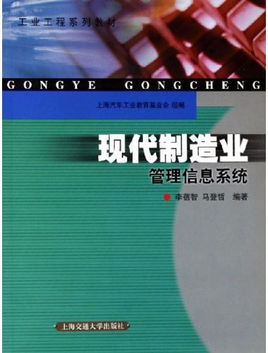 工业工程系列教材
GONGYE GONGCHENG
上海汽车工业教育基金会 组编
现代制造业
管理信息系统
李蓓智 马登哲 编著
上海交通大学出版社